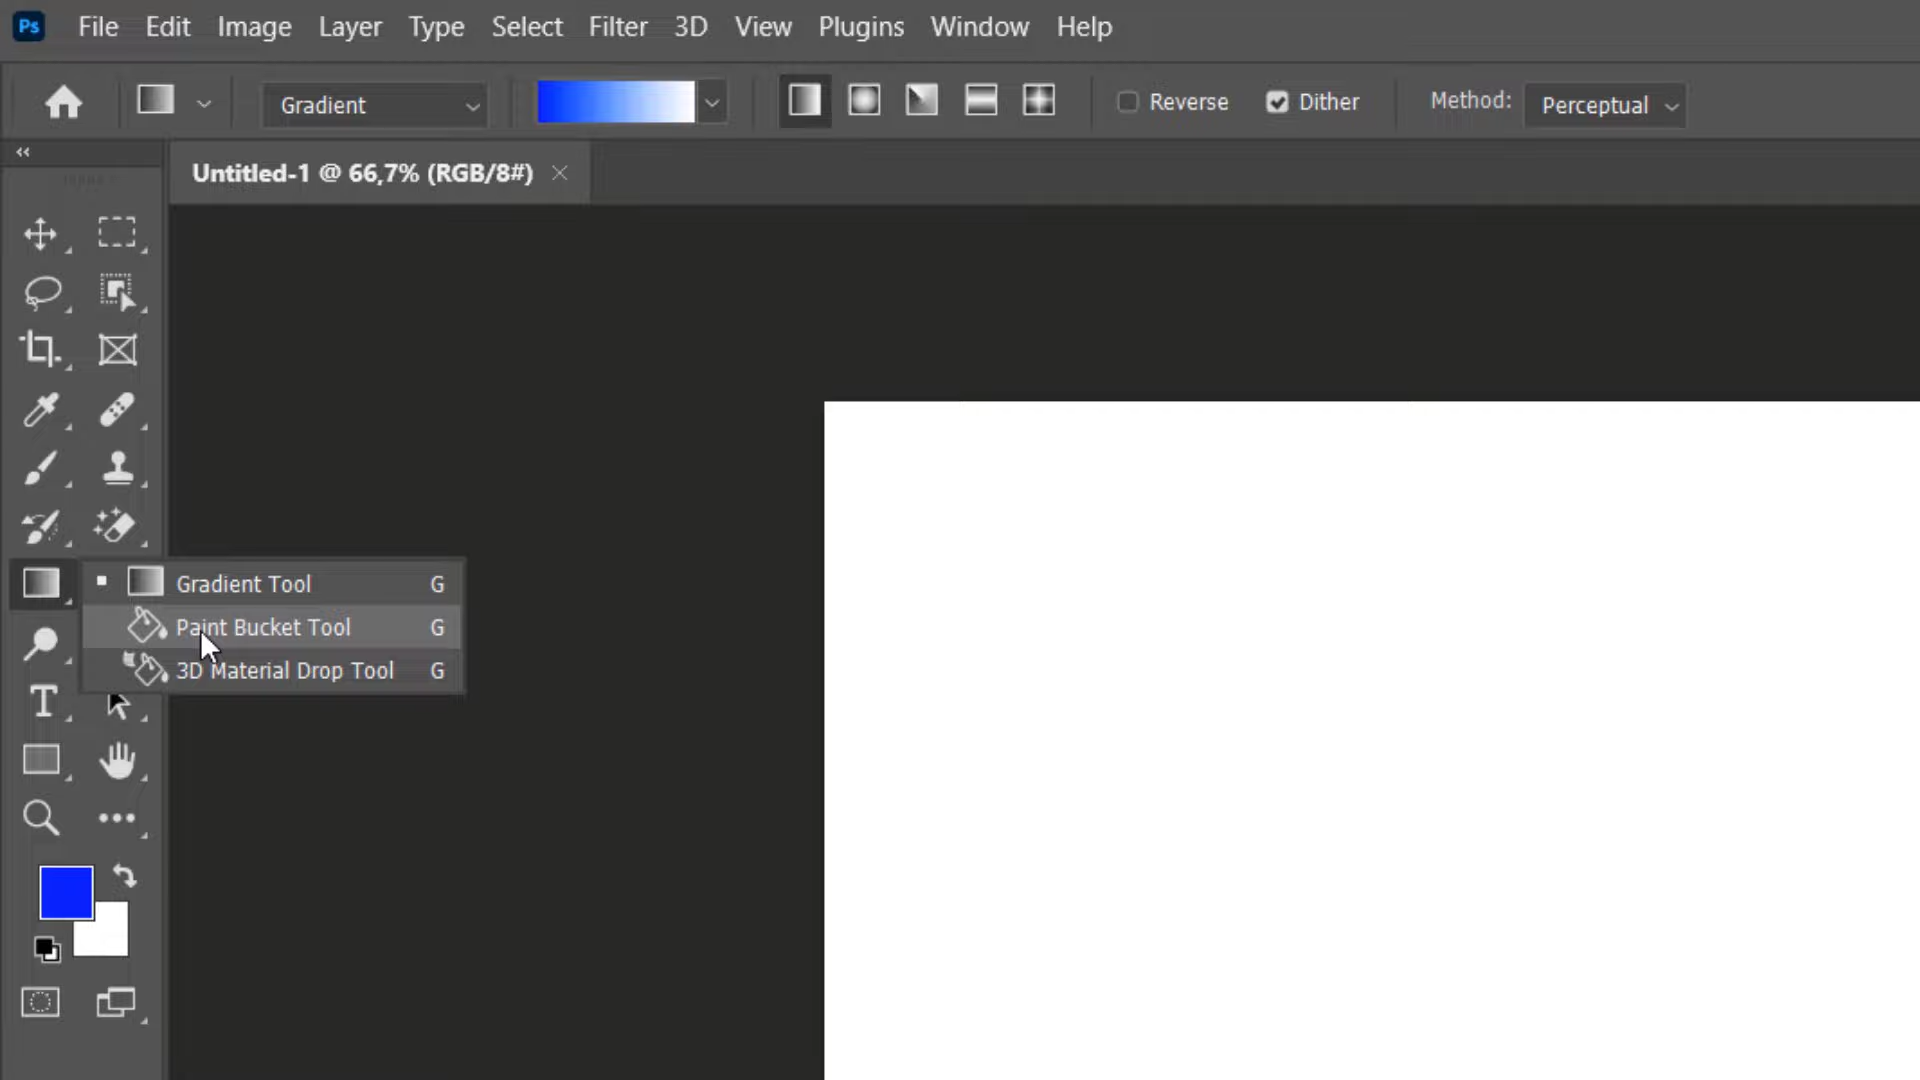 Ps File Edit Image Layer Type Select Filter 3D View Plugins Window Help
Gradient Reverse Dither Method: Perceptual
Untitled-1 @ 66,7% (RGB/8#)
Gradient Tool G
Paint Bucket Tool G
3D Material Drop Tool G